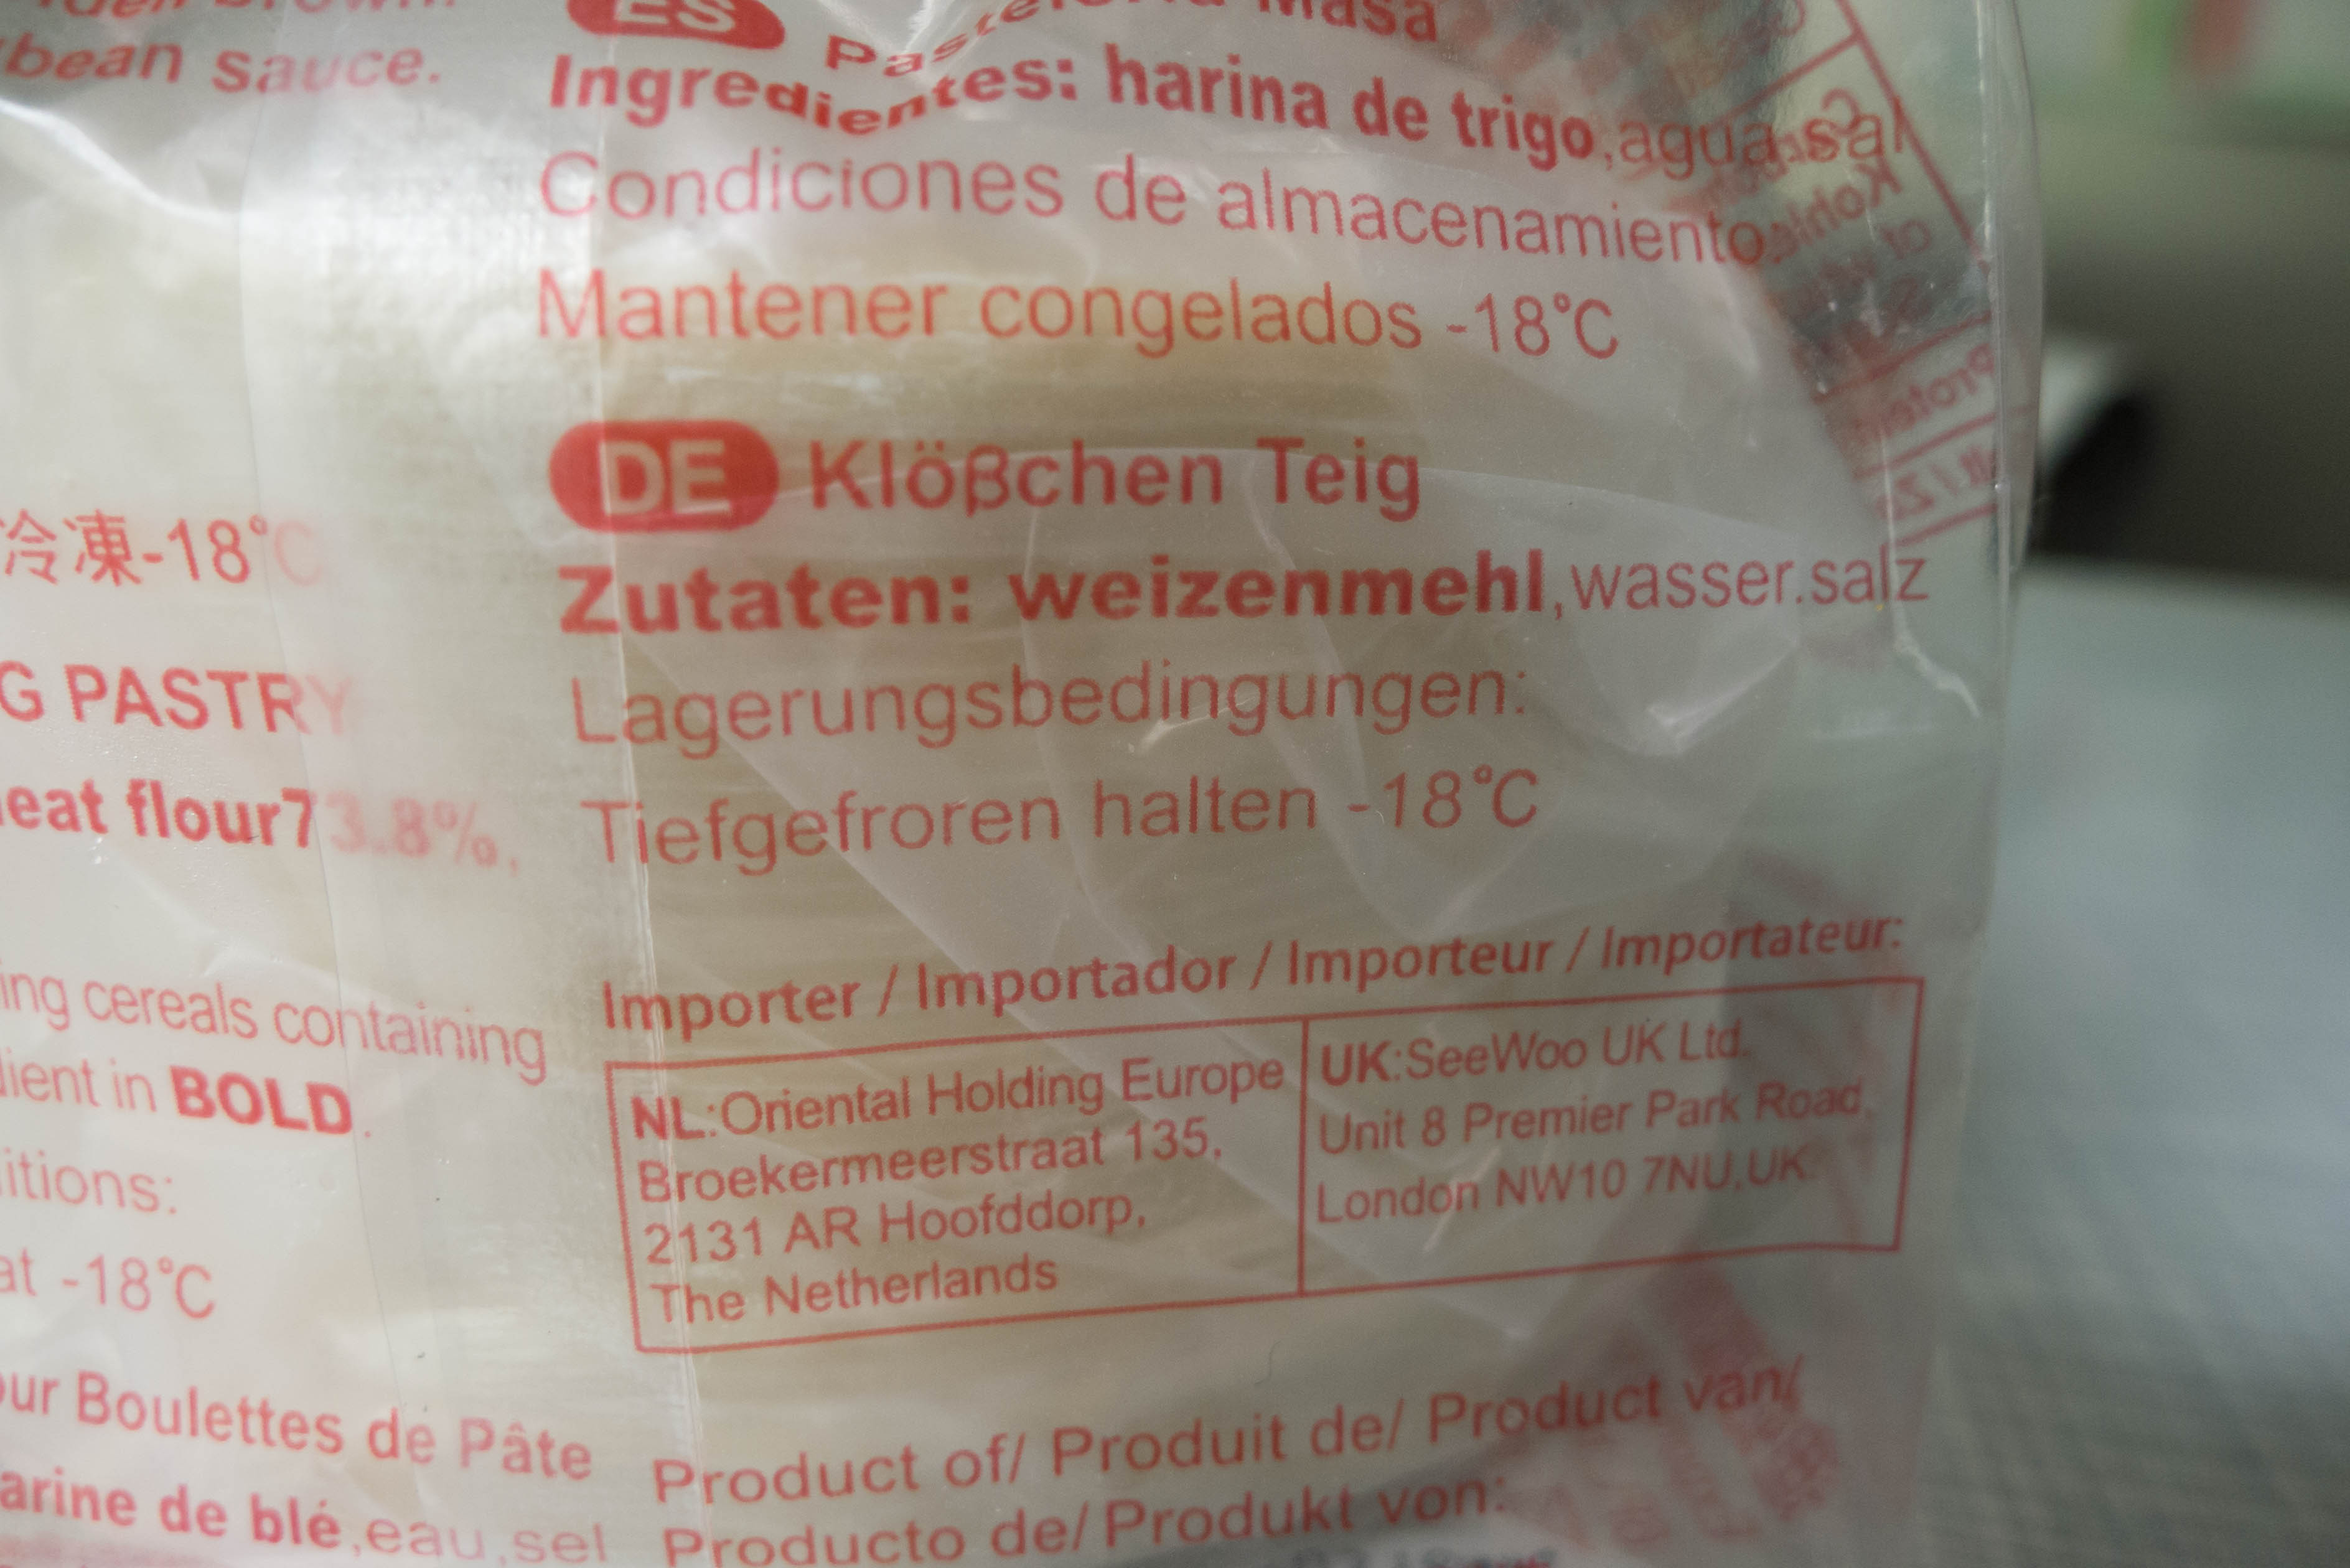 bean sauce.
冷凍-18°C
G PASTRY
eat flour73.8%,
ing cereals containing
dient in BOLD.
itions:
at -18°C
ur Boulettes de Pâte
arine de blé,eau,sel
ES Masa
Ingredientes: harina de trigo,agua,sal
Condiciones de almacenamiento:
Mantener congelados -18°C
DE Klößchen Teig
Zutaten: weizenmehl,wasser.salz
Lagerungsbedingungen:
Tiefgefroren halten -18°C
Importer / Importador / Importeur / Importateur:
NL:Oriental Holding Europe
Broekermeerstraat 135,
2131 AR Hoofddorp,
The Netherlands
UK:SeeWoo UK Ltd.
Unit 8 Premier Park Road,
London NW10 7NU,UK.
Product of/ Produit de/ Product van/
Producto de/ Produkt von: